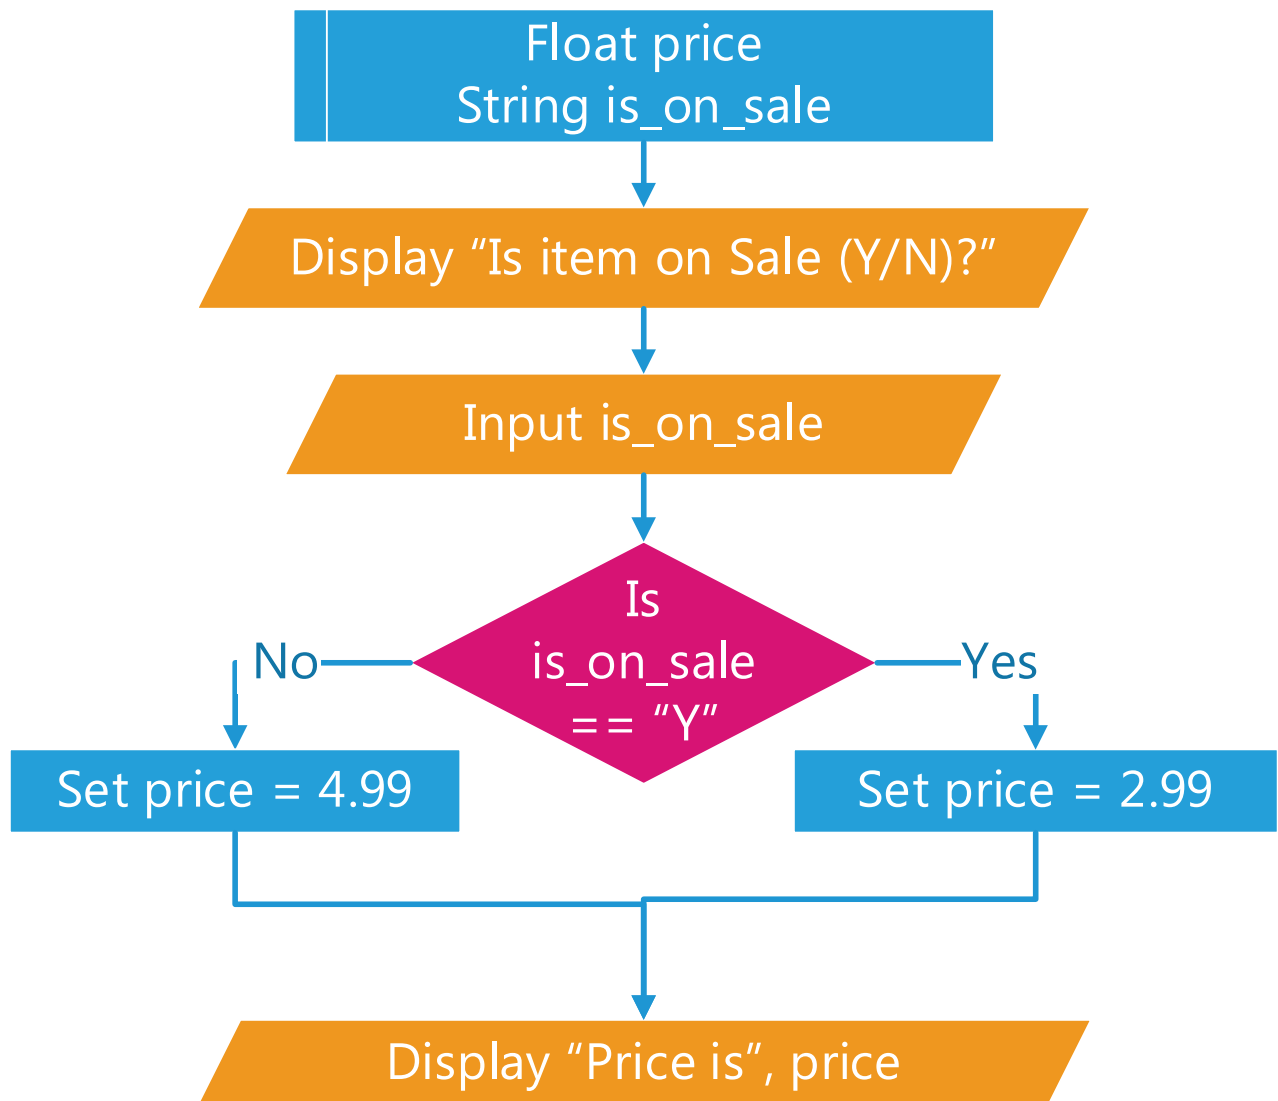 Float price
String is_on_sale
Display “Is item on Sale (Y/N)?”
Input is_on_sale
Is
is_on_sale
== “Y”
No
Yes
Set price = 4.99
Set price = 2.99
Display “Price is”, price